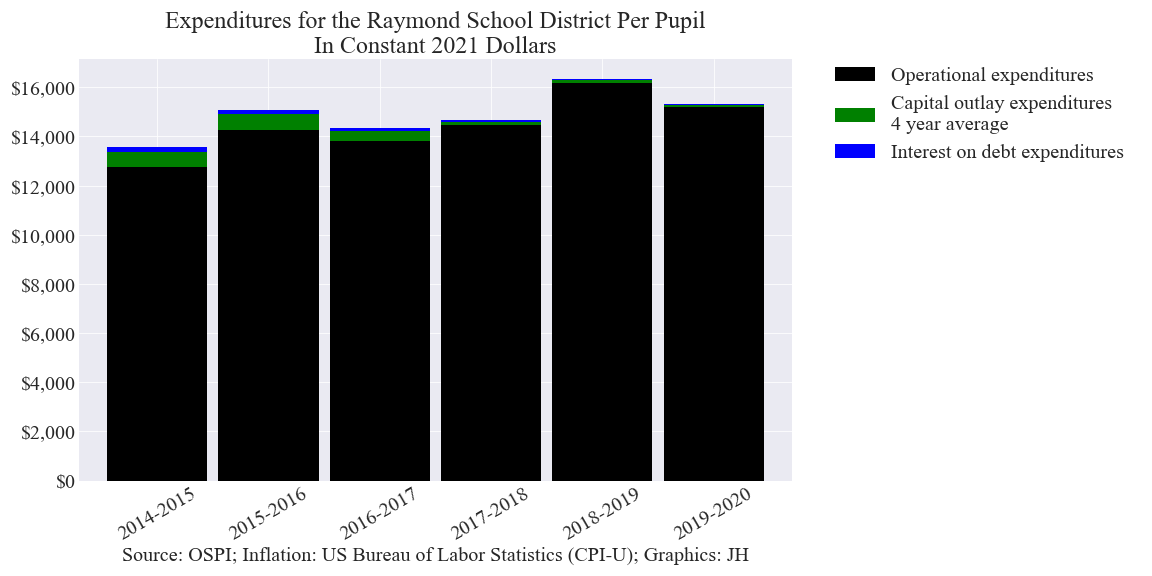 Expenditures for the Raymond School District Per Pupil
In Constant 2021 Dollars
$16,000
$14,000
$12,000
$10,000
$8,000
$6,000
$4,000
$2,000
$0
2014-2015
2015-2016
2016-2017
2017-2018
2018-2019
2019-2020
Source: OSPI; Inflation: US Bureau of Labor Statistics (CPI-U); Graphics: JH
Operational expenditures
Capital outlay expenditures
4 year average
Interest on debt expenditures